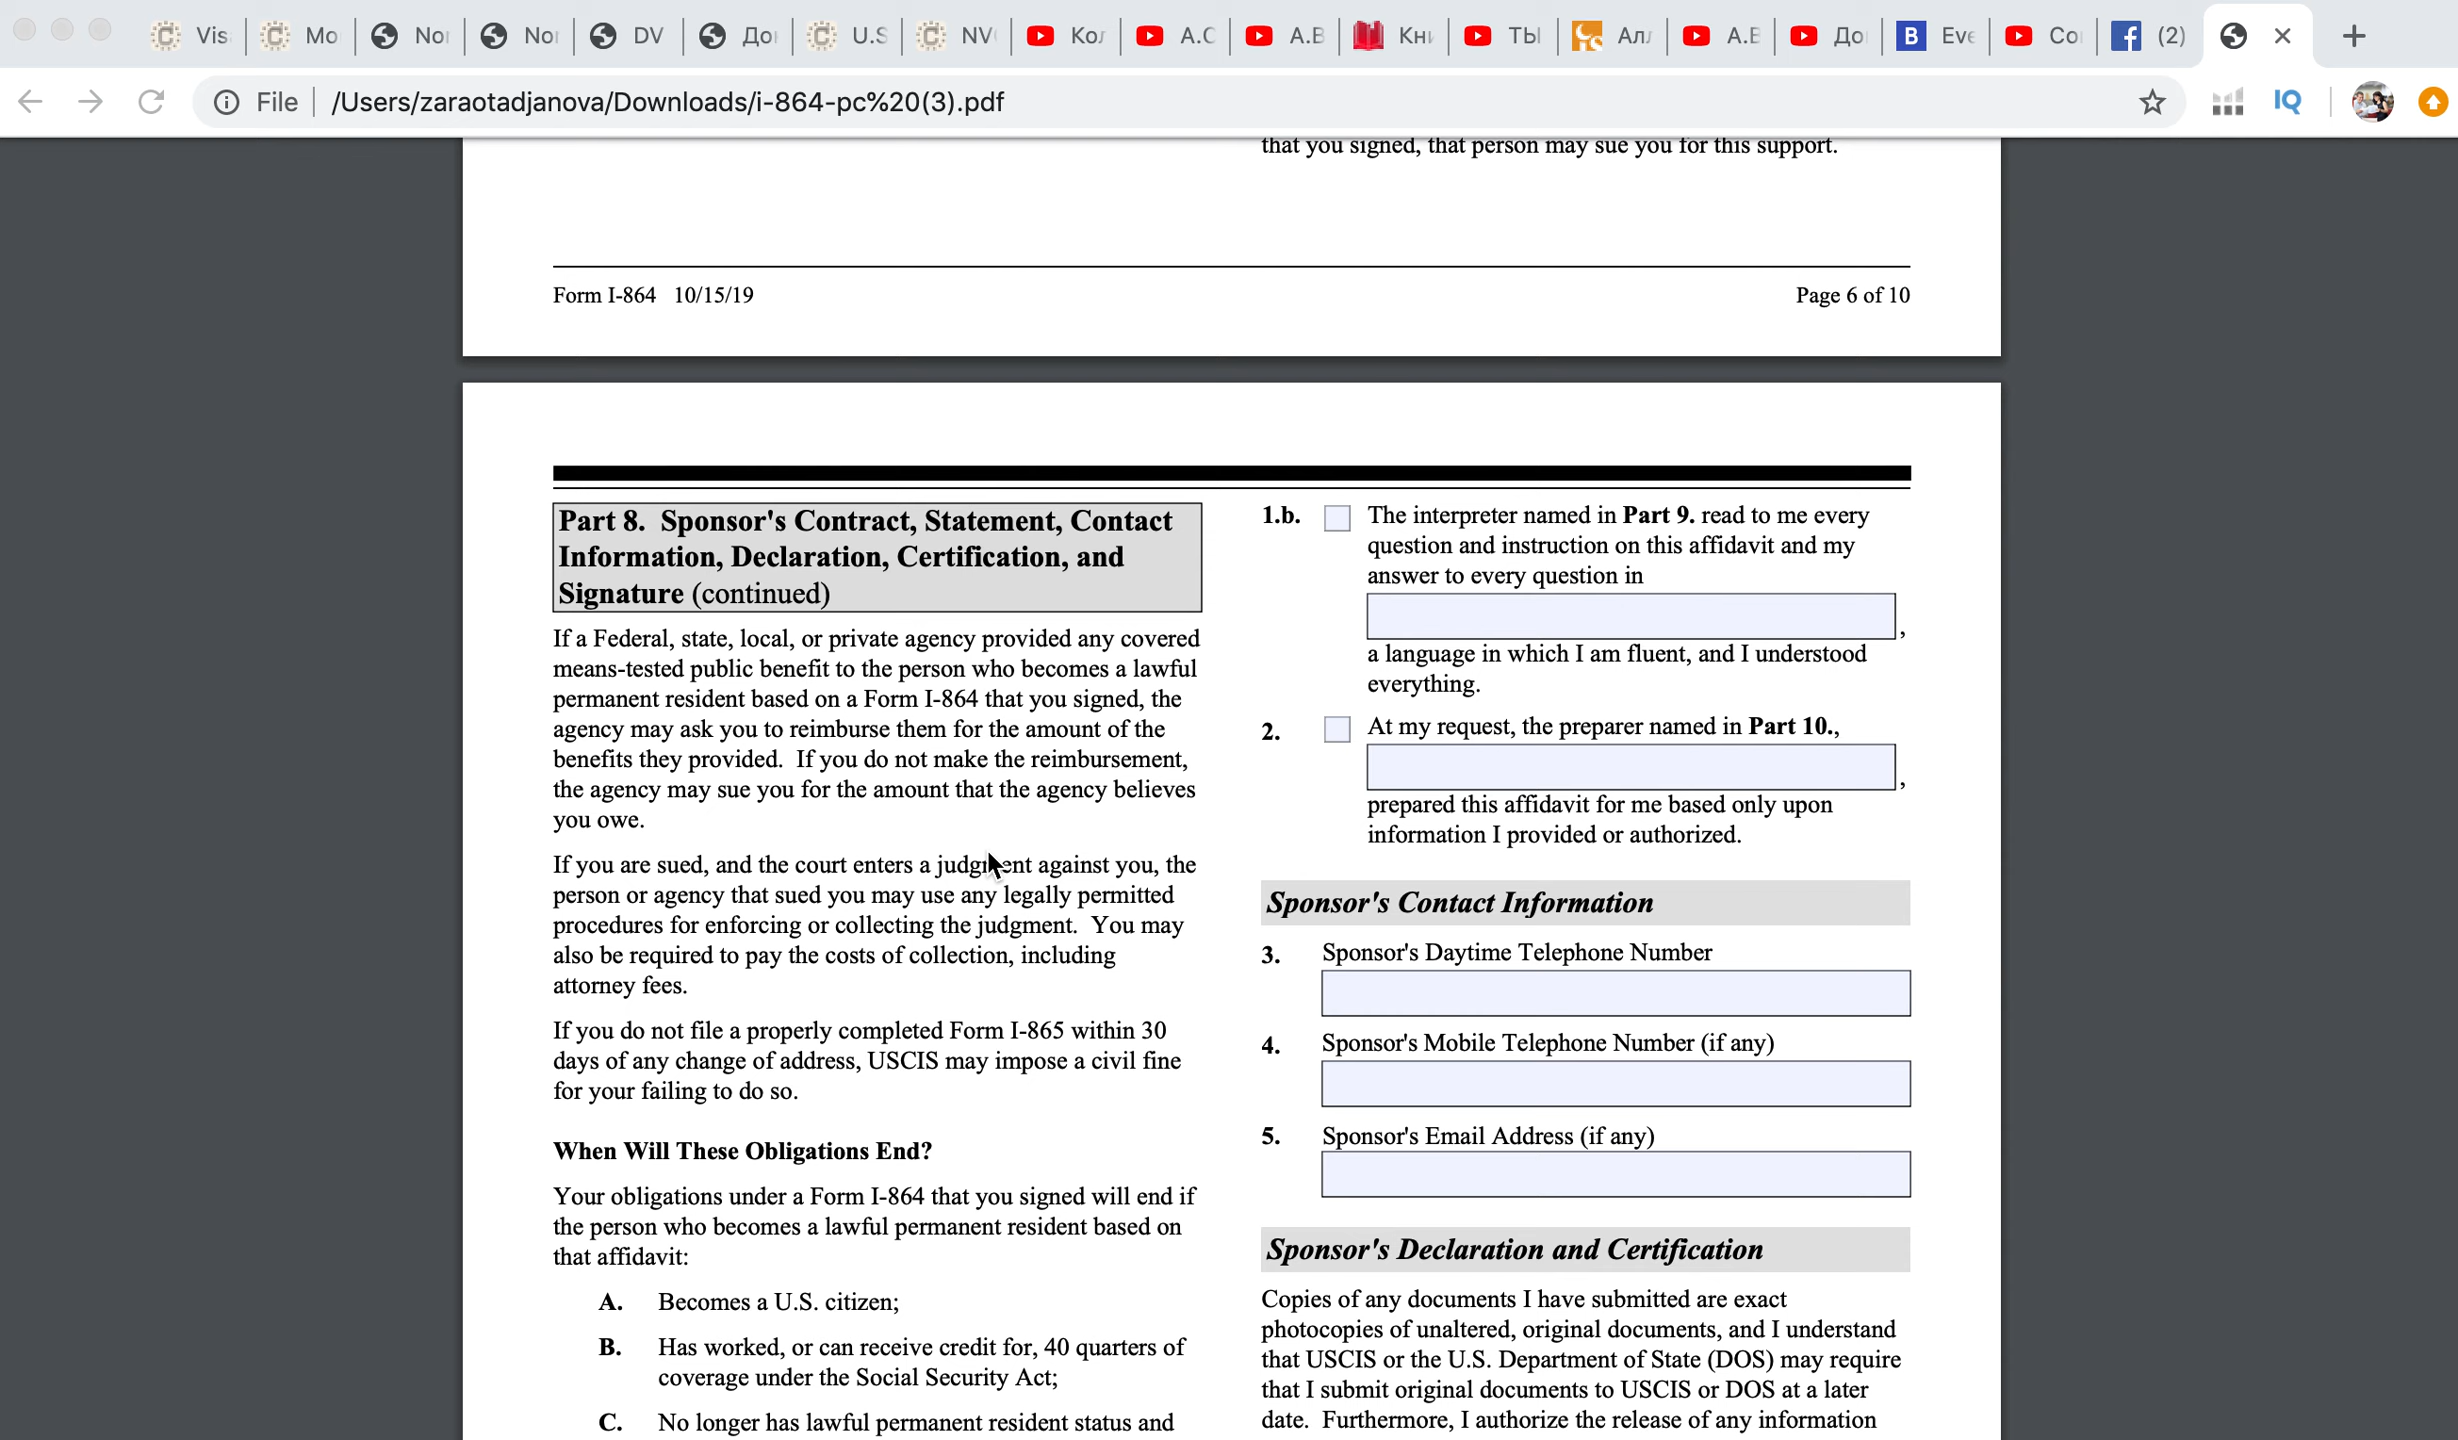 Vis
Mo
Nor
Nor
DV
Дог
U.S
NV
Кол
A.C
A.B
Кни
ТЫ
Алл
A.B
До
B Eve
Co
(2)
File /Users/zaraotadjanova/Downloads/i-864-pc%20(3).pdf
IQ
that you signed, that person may sue you for this support.
Form I-864 10/15/19
Page 6 of 10
Part 8. Sponsor's Contract, Statement, Contact
Information, Declaration, Certification, and
Signature (continued)
If a Federal, state, local, or private agency provided any covered
means-tested public benefit to the person who becomes a lawful
permanent resident based on a Form I-864 that you signed, the
agency may ask you to reimburse them for the amount of the
benefits they provided. If you do not make the reimbursement,
the agency may sue you for the amount that the agency believes
you owe.
If you are sued, and the court enters a judgment against you, the
person or agency that sued you may use any legally permitted
procedures for enforcing or collecting the judgment. You may
also be required to pay the costs of collection, including
attorney fees.
If you do not file a properly completed Form I-865 within 30
days of any change of address, USCIS may impose a civil fine
for your failing to do so.
When Will These Obligations End?
Your obligations under a Form I-864 that you signed will end if
the person who becomes a lawful permanent resident based on
that affidavit:
A. Becomes a U.S. citizen;
B. Has worked, or can receive credit for, 40 quarters of
coverage under the Social Security Act;
C. No longer has lawful permanent resident status and
1.b. The interpreter named in Part 9. read to me every
question and instruction on this affidavit and my
answer to every question in
,
a language in which I am fluent, and I understood
everything.
2. At my request, the preparer named in Part 10.,
,
prepared this affidavit for me based only upon
information I provided or authorized.
Sponsor's Contact Information
3. Sponsor's Daytime Telephone Number
4. Sponsor's Mobile Telephone Number (if any)
5. Sponsor's Email Address (if any)
Sponsor's Declaration and Certification
Copies of any documents I have submitted are exact
photocopies of unaltered, original documents, and I understand
that USCIS or the U.S. Department of State (DOS) may require
that I submit original documents to USCIS or DOS at a later
date. Furthermore, I authorize the release of any information